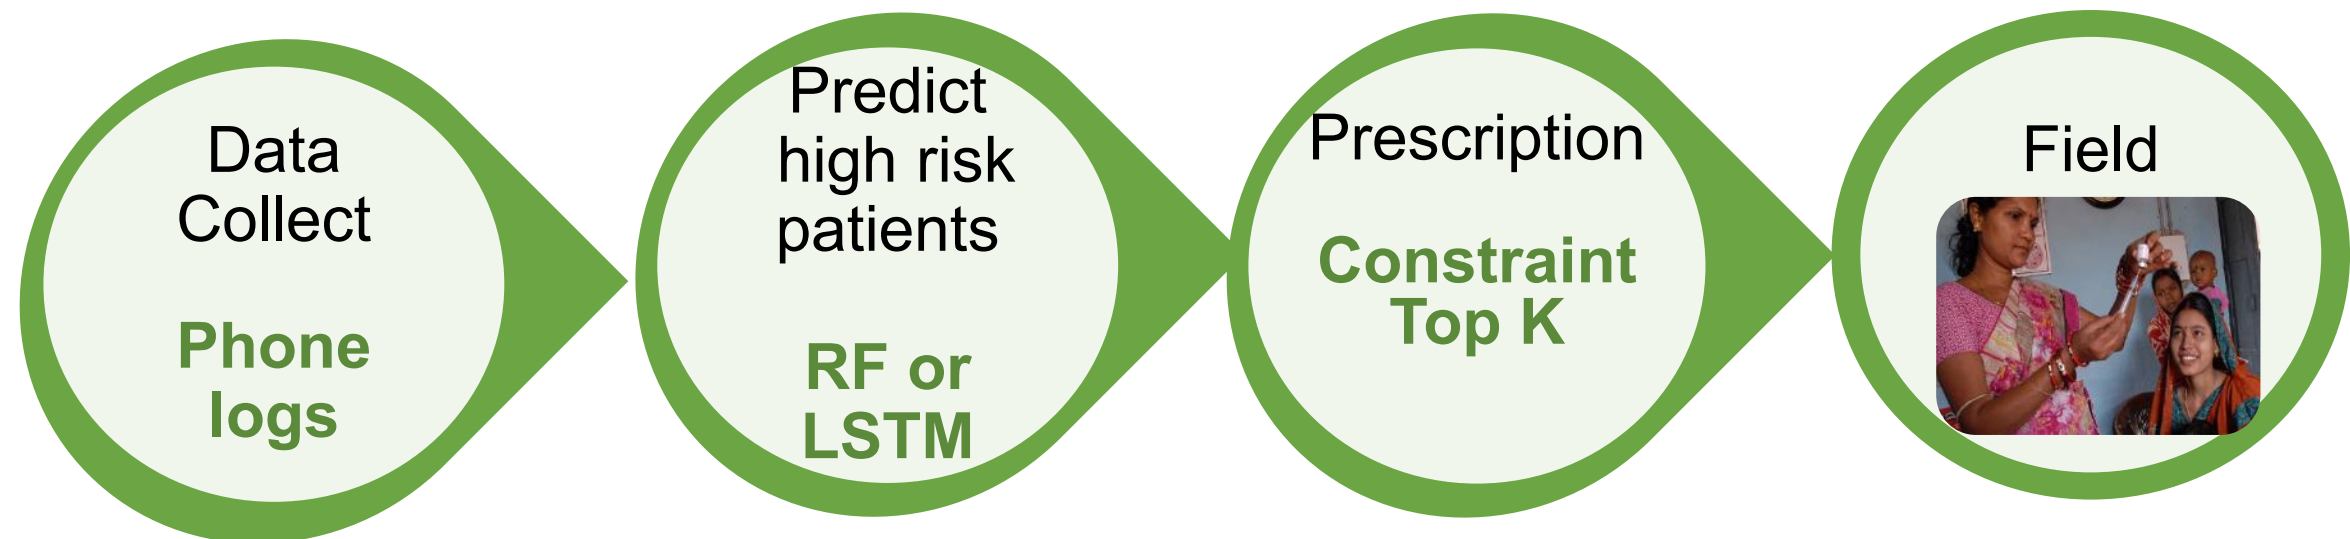 Data
Collect
Phone
logs
Predict
high risk
patients
RF or
LSTM
Prescription
Constraint
Top K
Field